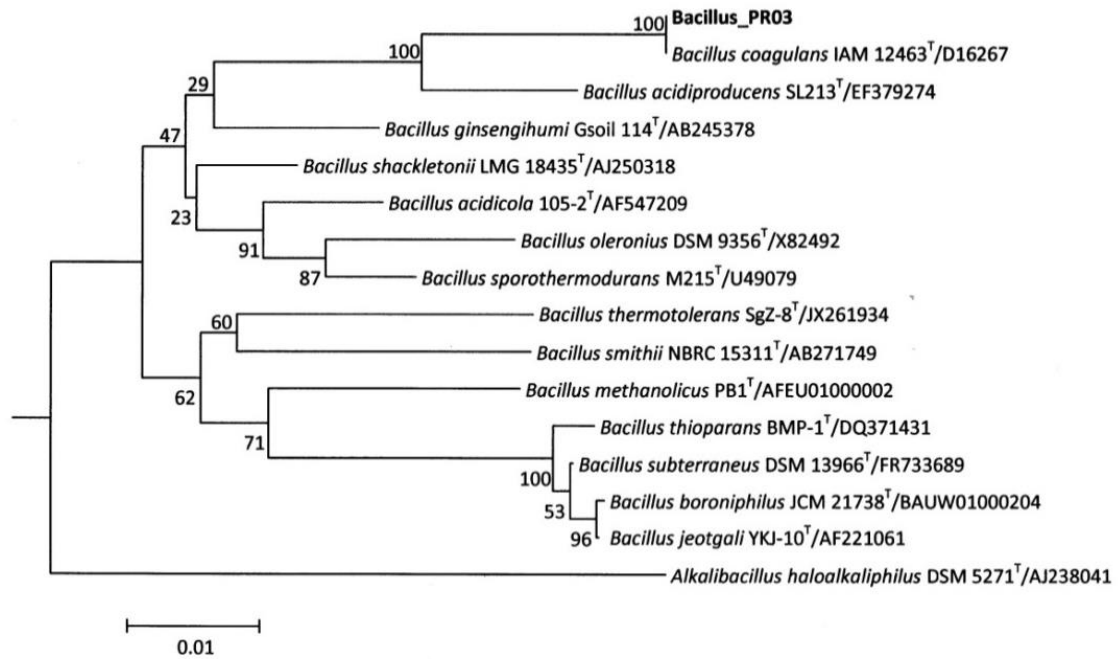 100 Bacillus_PR03
Bacillus coagulans IAM 12463ᵀ/D16267
100
Bacillus acidiproducens SL213ᵀ/EF379274
29
Bacillus ginsengihumi Gsoil 114ᵀ/AB245378
47
Bacillus shackletonii LMG 18435ᵀ/AJ250318
Bacillus acidicola 105-2ᵀ/AF547209
23
Bacillus oleronius DSM 9356ᵀ/X82492
91
Bacillus sporothermodurans M215ᵀ/U49079
87
Bacillus thermotolerans SgZ-8ᵀ/JX261934
60
Bacillus smithii NBRC 15311ᵀ/AB271749
Bacillus methanolicus PB1ᵀ/AFEU01000002
62
Bacillus thioparans BMP-1ᵀ/DQ371431
71
Bacillus subterraneus DSM 13966ᵀ/FR733689
100
Bacillus boroniphilus JCM 21738ᵀ/BAUW01000204
53
Bacillus jeotgali YKJ-10ᵀ/AF221061
96
Alkalibacillus haloalkaliphilus DSM 5271ᵀ/AJ238041
0.01